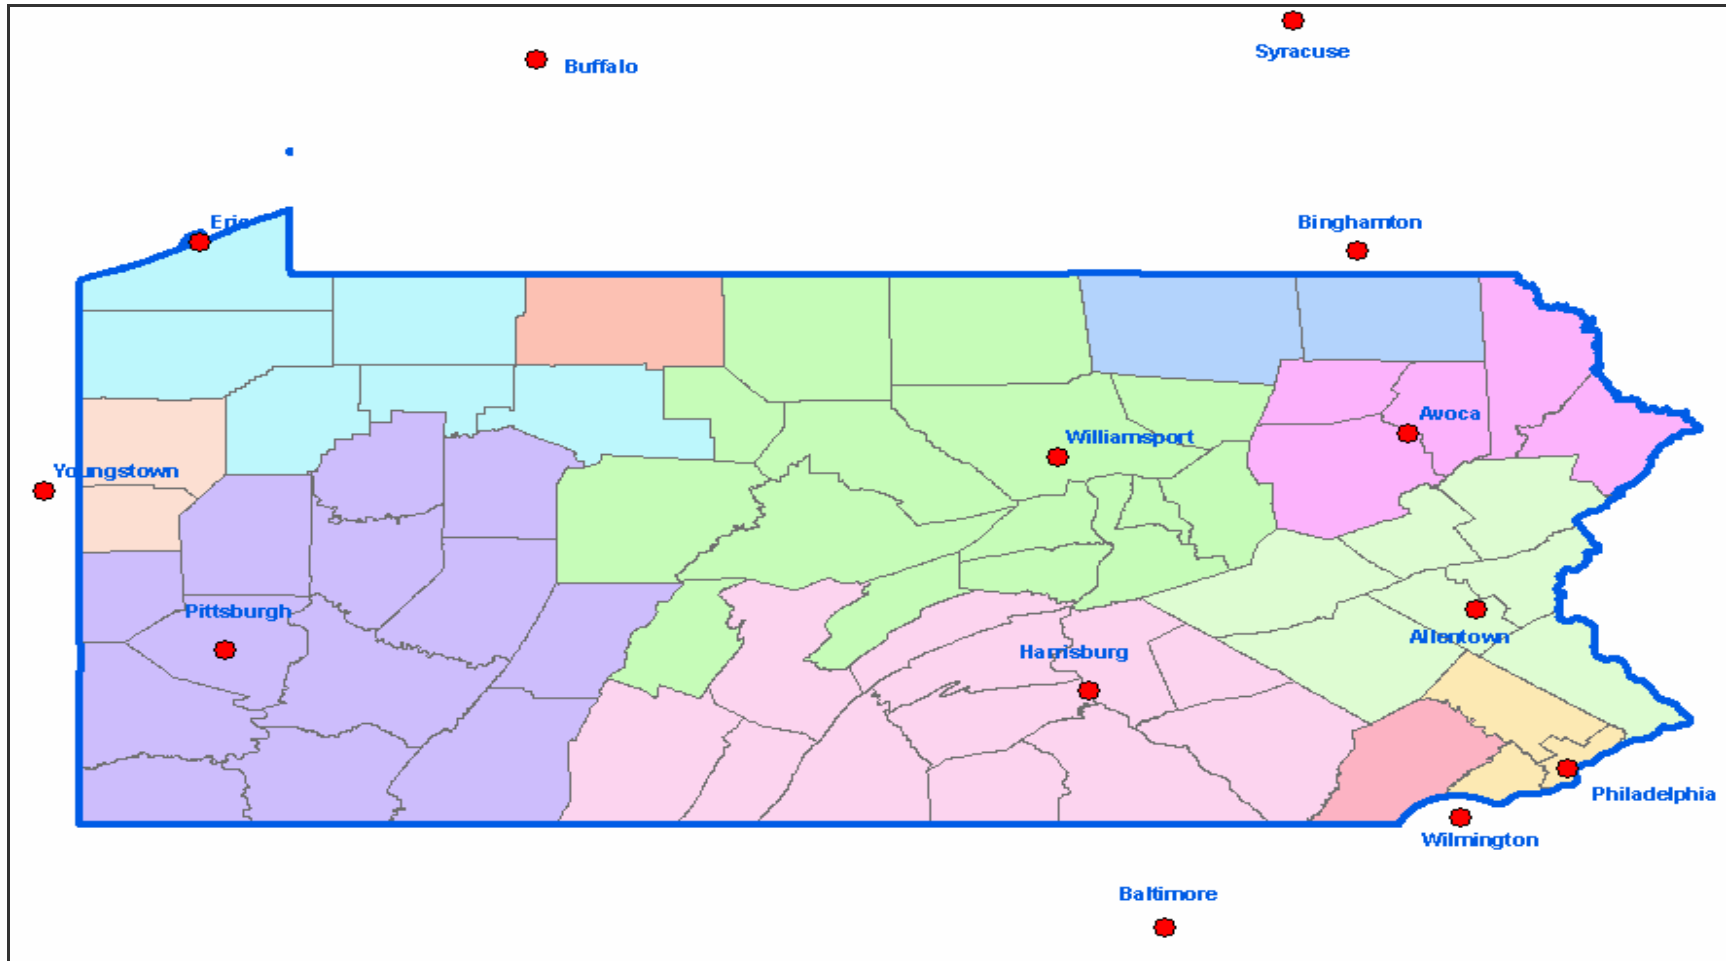 Syracuse
Buffalo
Erie
Binghamton
Avoca
Williamsport
Youngstown
Pittsburgh
Allentown
Harrisburg
Philadelphia
Wilmington
Baltimore